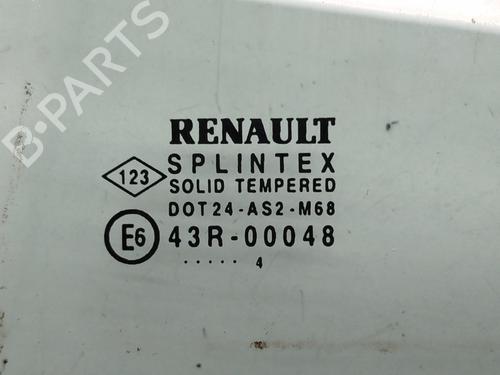 B-PARTS
RENAULT
123 SPLINTEX
SOLID TEMPERED
DOT24-AS2-M68
E6 43R-00048
..... 4